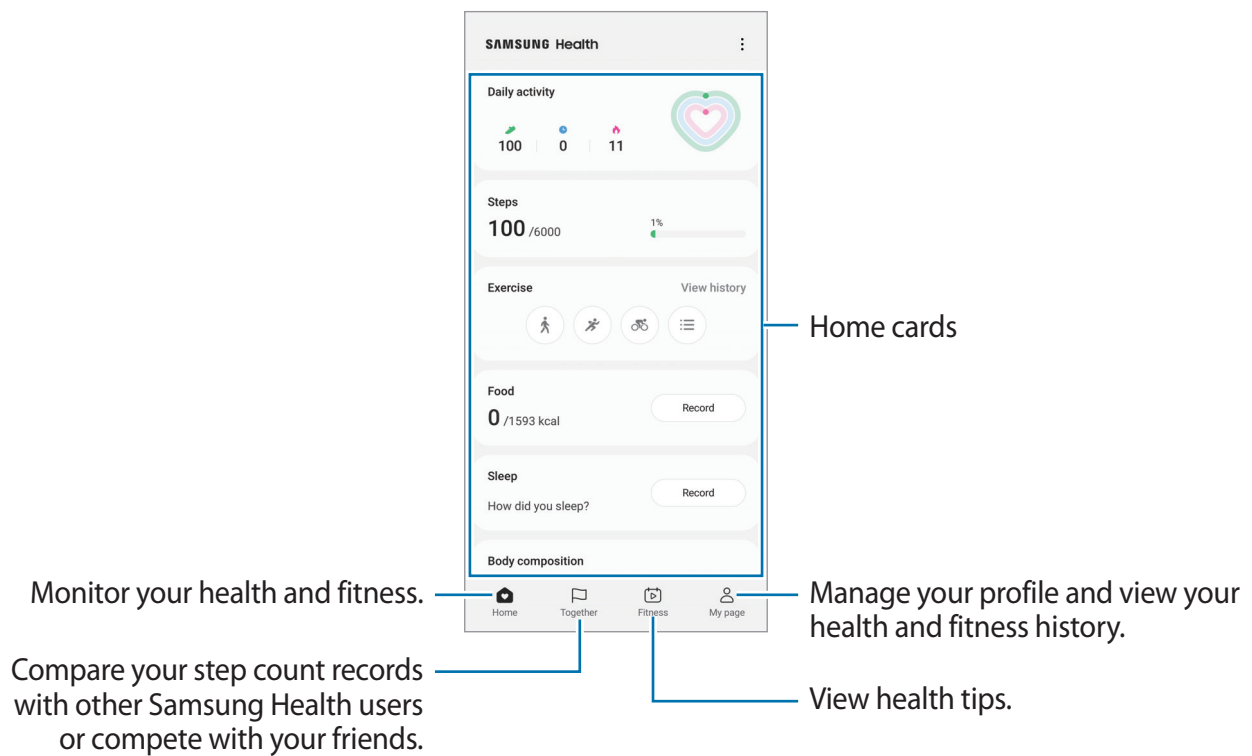 SAMSUNG Health
Daily activity
100 0 11
Steps
100 /6000
1%
Exercise
View history
Home cards
Food
0 /1593 kcal
Record
Sleep
How did you sleep?
Record
Body composition
Home
Together
Fitness
My page
Monitor your health and fitness.
Compare your step count records
with other Samsung Health users
or compete with your friends.
Manage your profile and view your
health and fitness history.
View health tips.